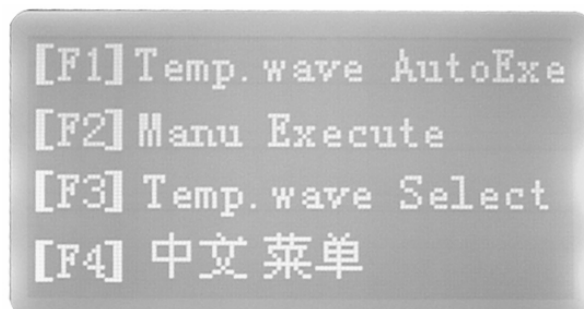 [F1] Temp. wave AutoExe
[F2] Manu Execute
[F3] Temp. wave Select
[F4] 中文 菜单